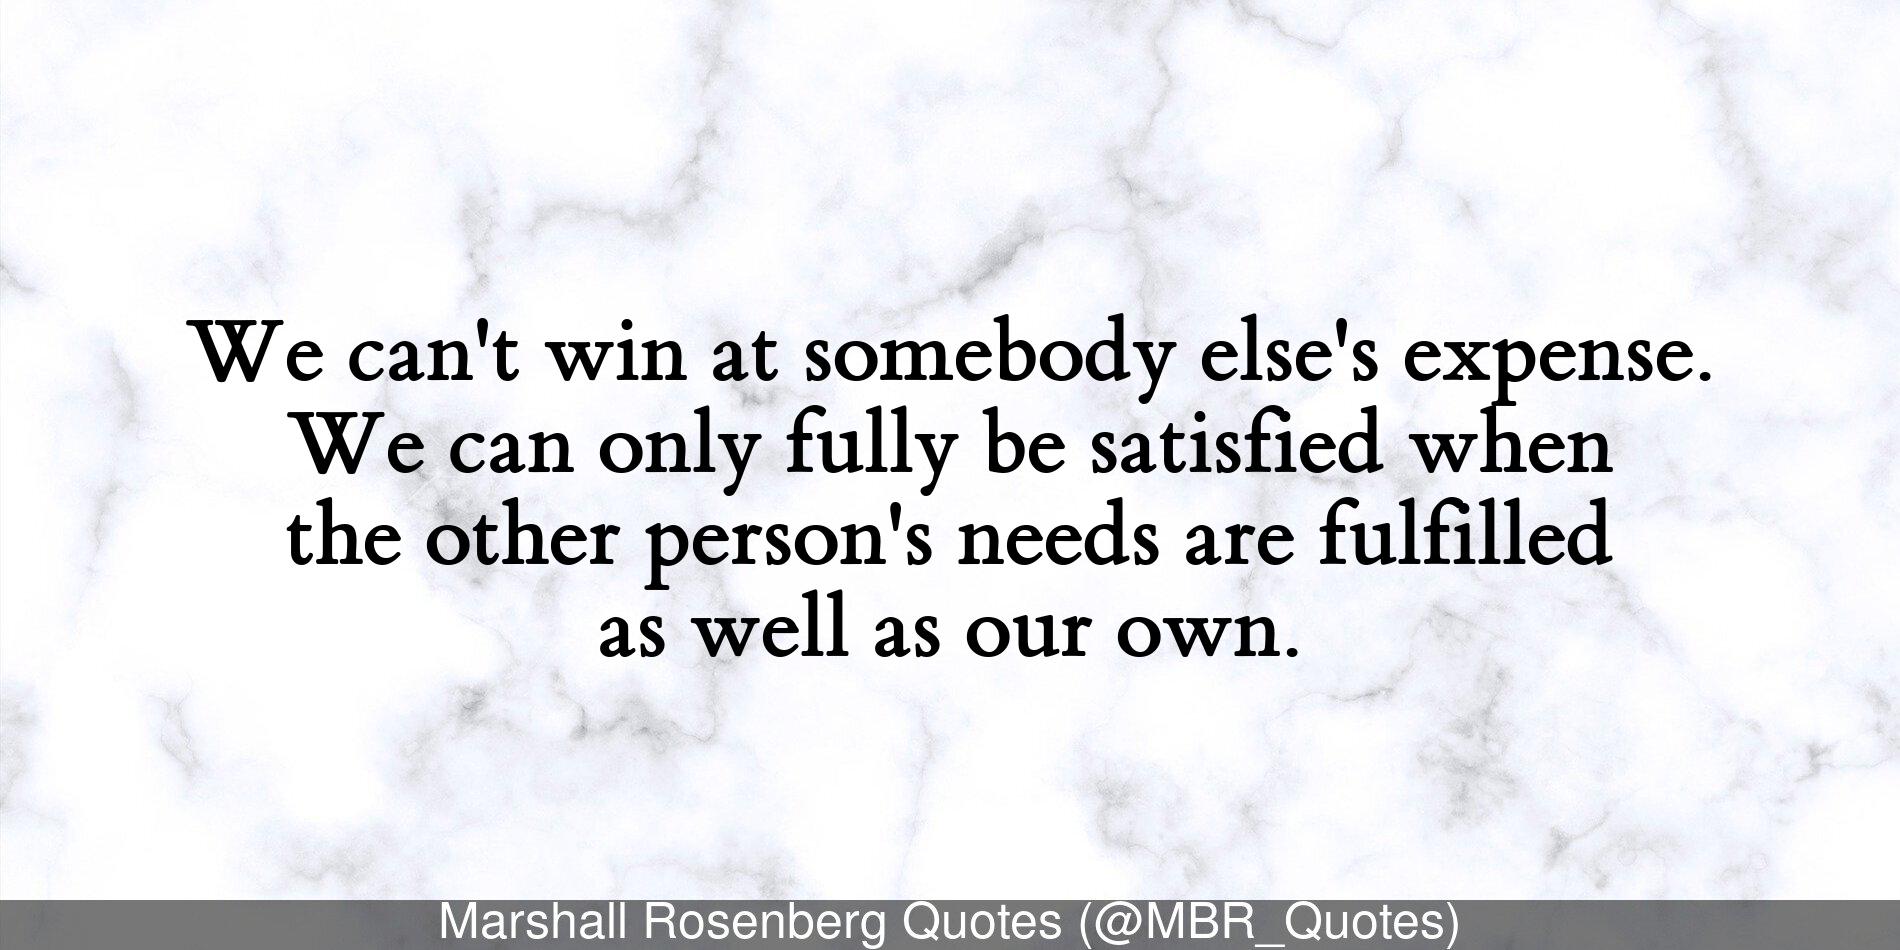 We can't win at somebody else's expense.
We can only fully be satisfied when
the other person's needs are fulfilled
as well as our own.
Marshall Rosenberg Quotes (@MBR_Quotes)